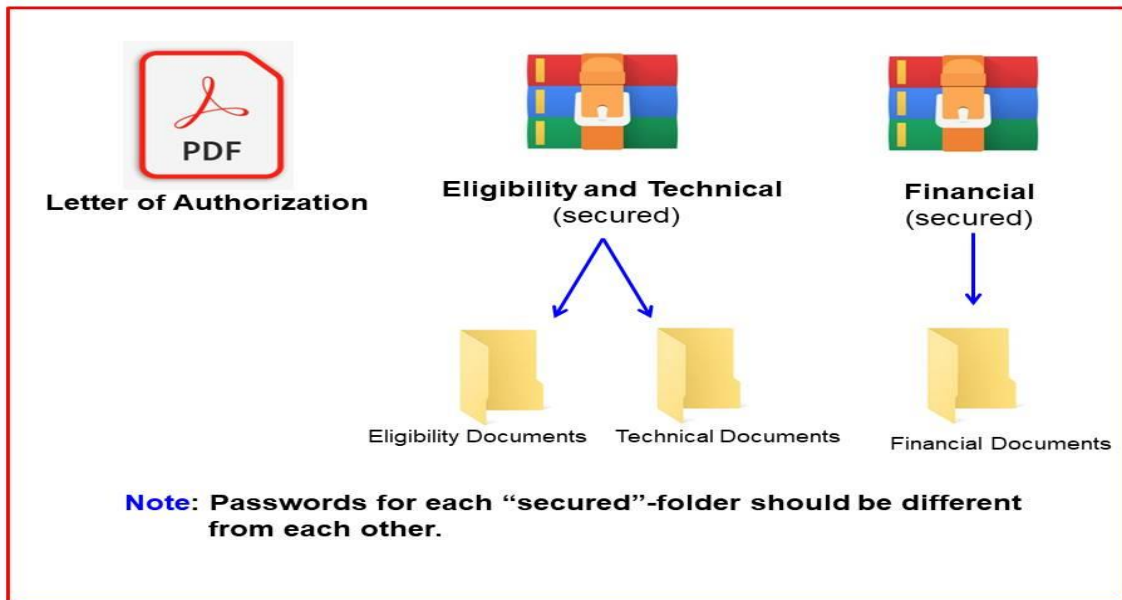 PDF
Letter of Authorization
Eligibility and Technical
(secured)
Financial
(secured)
Eligibility Documents
Technical Documents
Financial Documents
Note: Passwords for each “secured”-folder should be different
from each other.